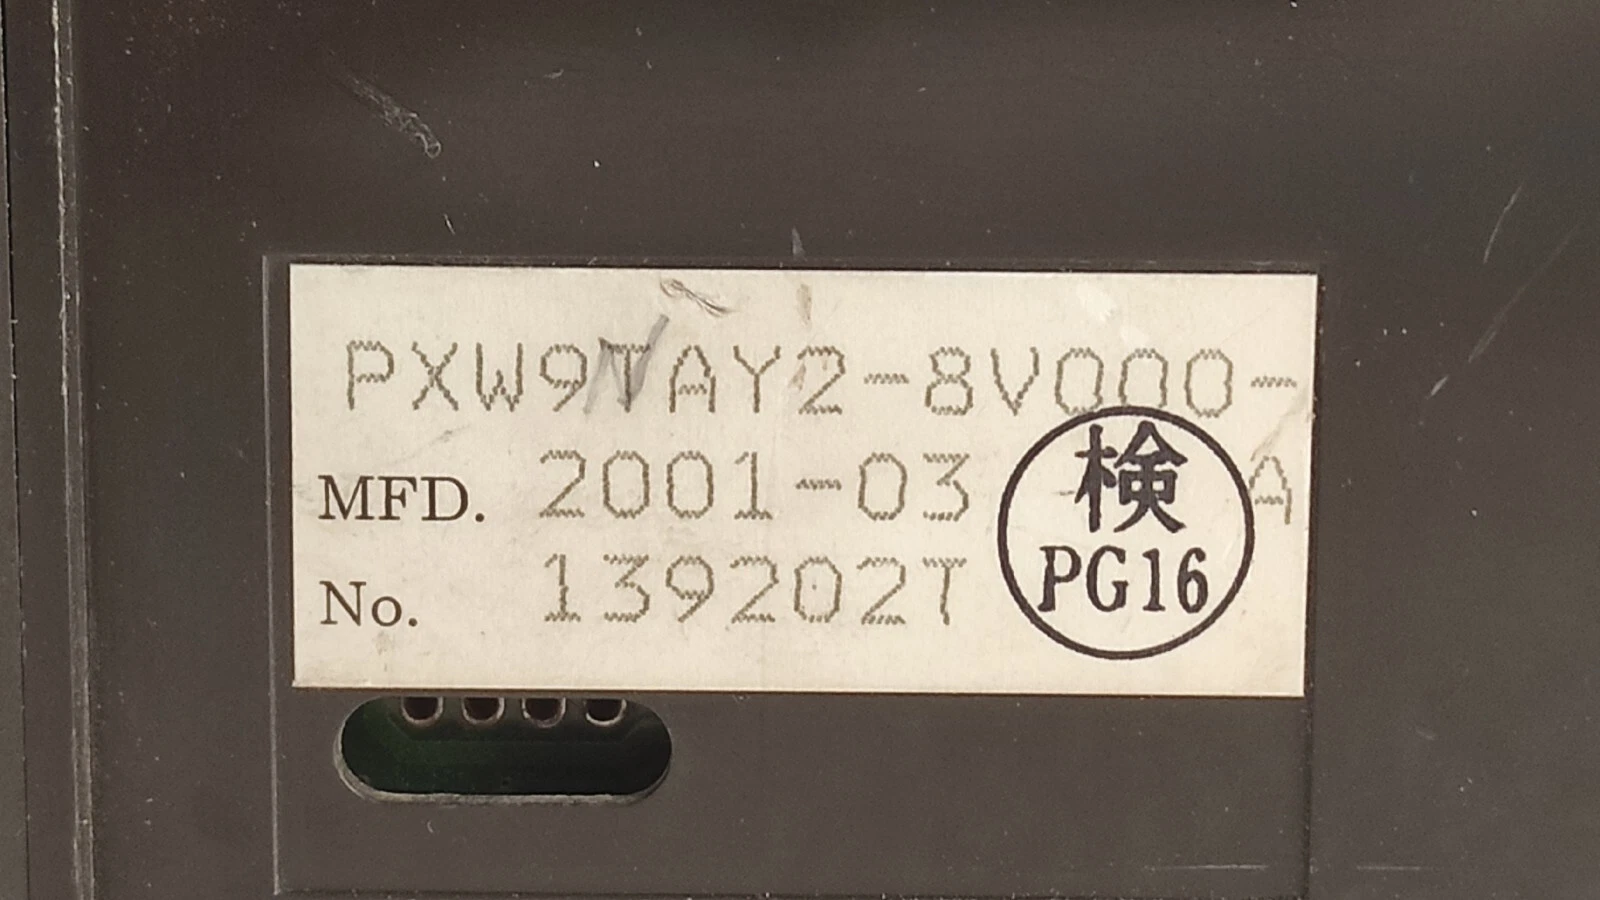 PXW9TAY2-8V000-
MFD. 2001-03 A
No. 139202T
検
PG16